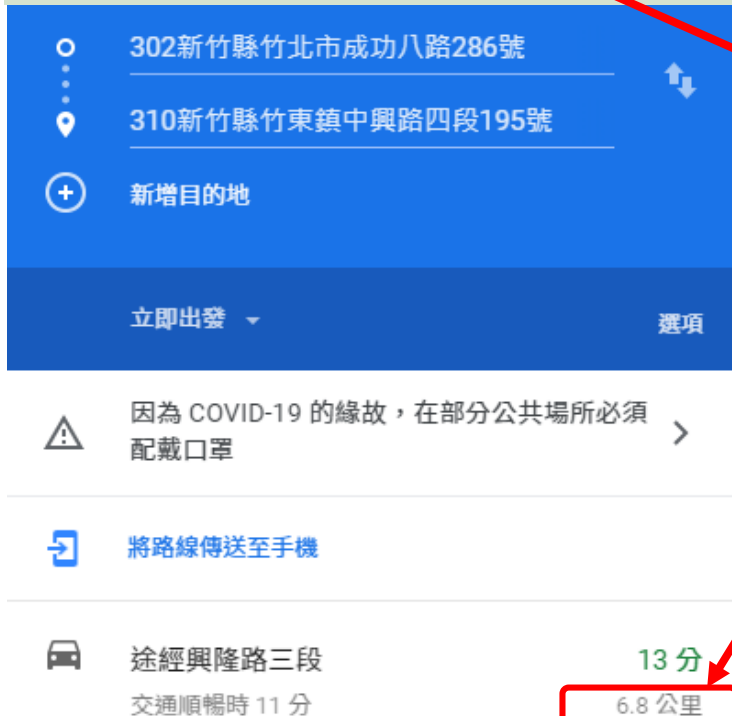 302新竹縣竹北市成功八路286號
310新竹縣竹東鎮中興路四段195號
新增目的地
立即出發
選項
因為 COVID-19 的緣故，在部分公共場所必須
配戴口罩
將路線傳送至手機
途經興隆路三段 13 分
交通順暢時 11 分 6.8 公里